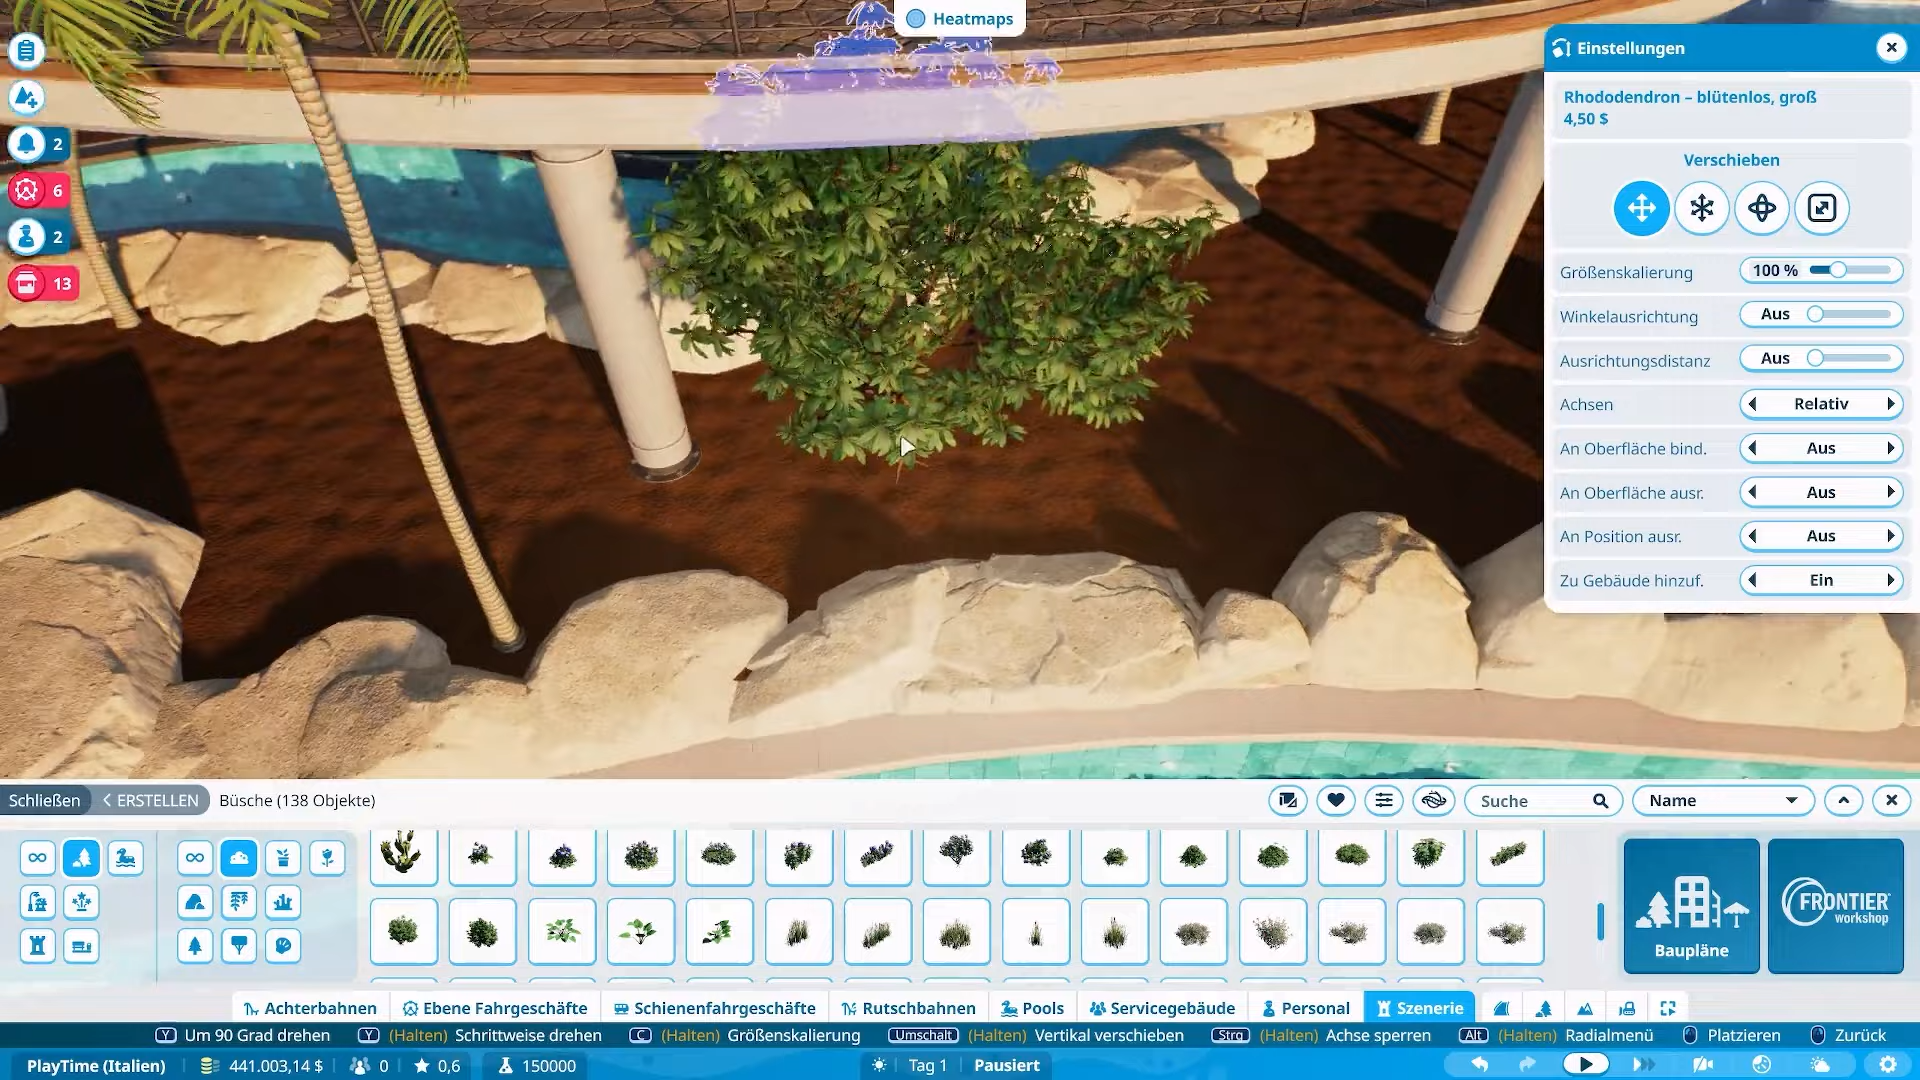 Heatmaps
2
6
2
13
Einstellungen
Rhododendron – blütenlos, groß
4,50 $
Verschieben
Größenskalierung 100 %
Winkelausrichtung Aus
Ausrichtungsdistanz Aus
Achsen Relativ
An Oberfläche bind. Aus
An Oberfläche ausr. Aus
An Position ausr. Aus
Zu Gebäude hinzuf. Ein
Schließen ERSTELLEN Büsche (138 Objekte) Suche Name
Baupläne
FRONTIER workshop
Achterbahnen Ebene Fahrgeschäfte Schienenfahrgeschäfte Rutschbahnen Pools Servicegebäude Personal Szenerie
Y Um 90 Grad drehen Y (Halten) Schrittweise drehen C (Halten) Größenskalierung Umschalt (Halten) Vertikal verschieben Strg (Halten) Achse sperren Alt (Halten) Radialmenü Platzieren Zurück
PlayTime (Italien) 441.003,14 $ 0 0,6 150000 Tag 1 Pausiert